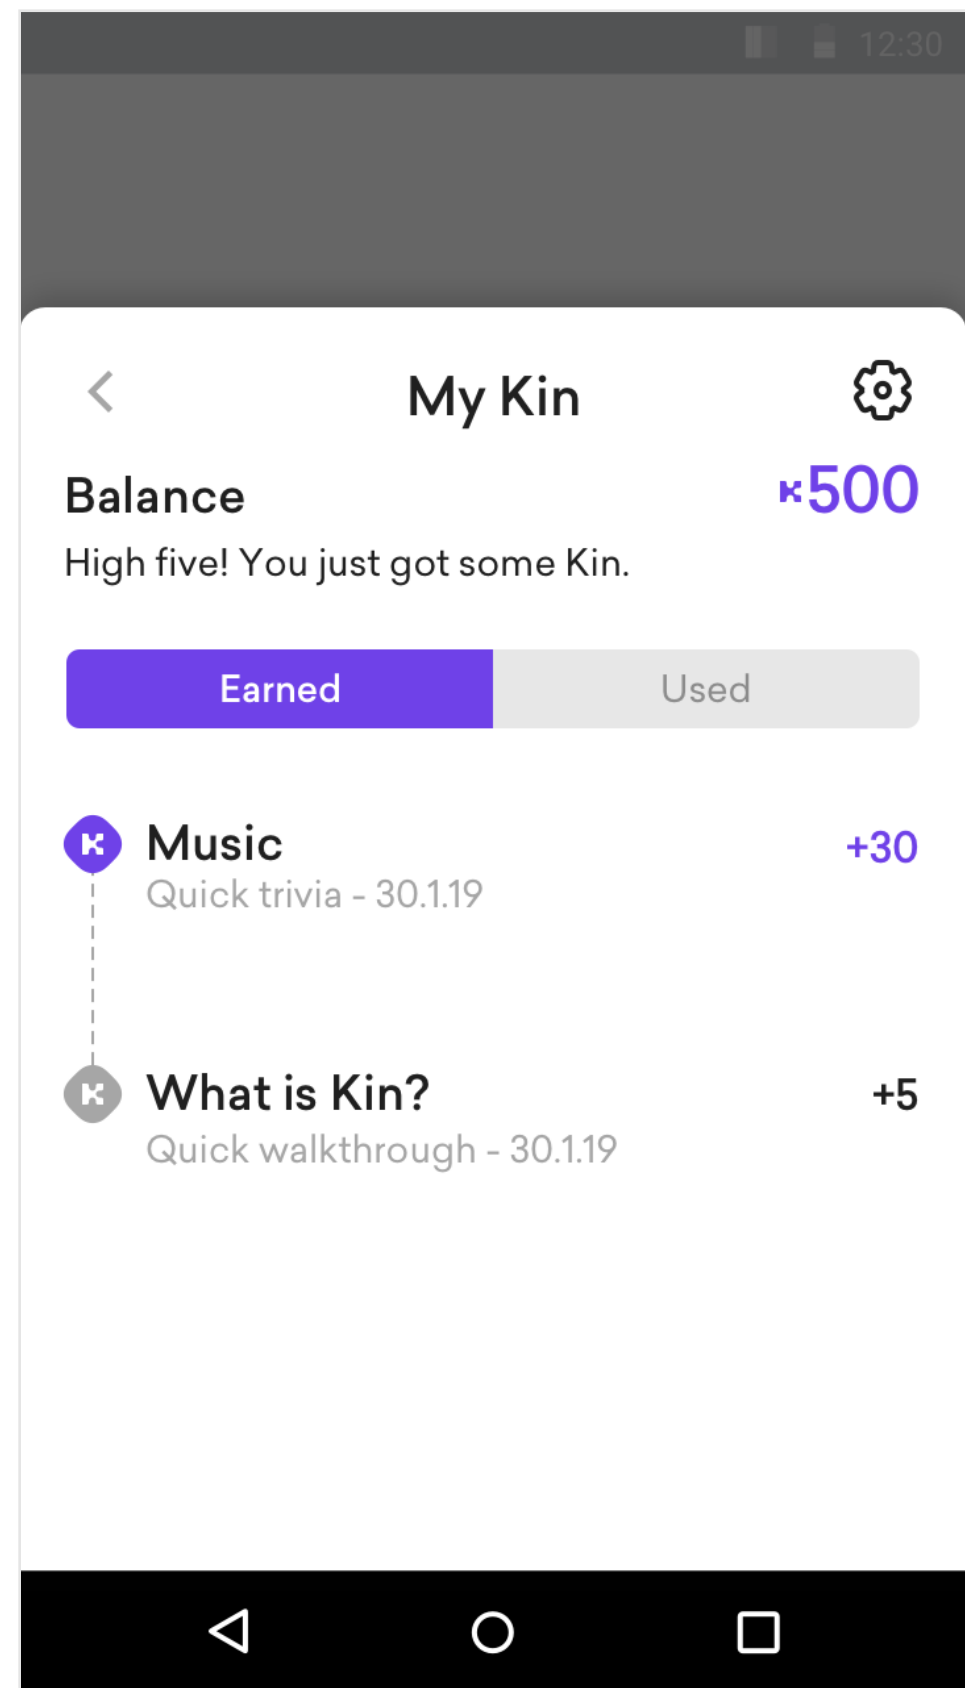 12:30
My Kin
Balance
K500
High five! You just got some Kin.
Earned Used
Music +30
Quick trivia - 30.1.19
What is Kin? +5
Quick walkthrough - 30.1.19